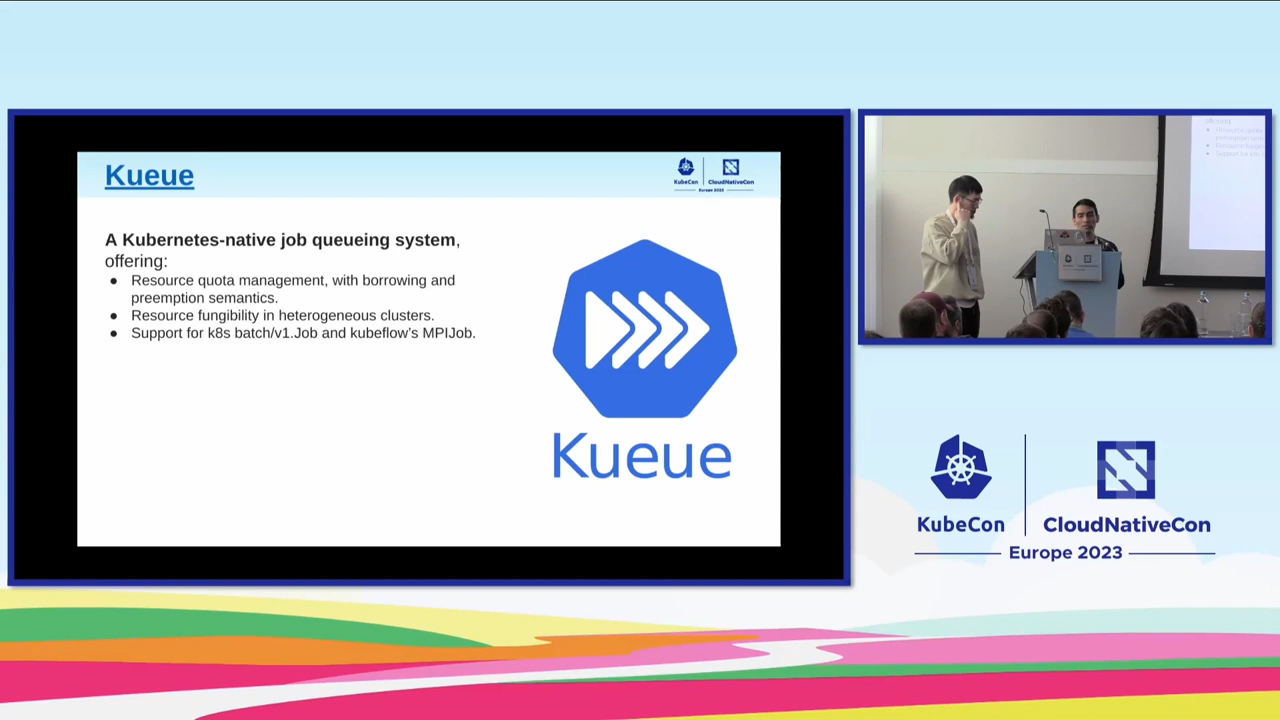 Kueue
KubeCon
CloudNativeCon
Europe 2023
A Kubernetes-native job queueing system,
offering:
● Resource quota management, with borrowing and
preemption semantics.
● Resource fungibility in heterogeneous clusters.
● Support for k8s batch/v1.Job and kubeflow's MPIJob.
Kueue
KubeCon
CloudNativeCon
Europe 2023